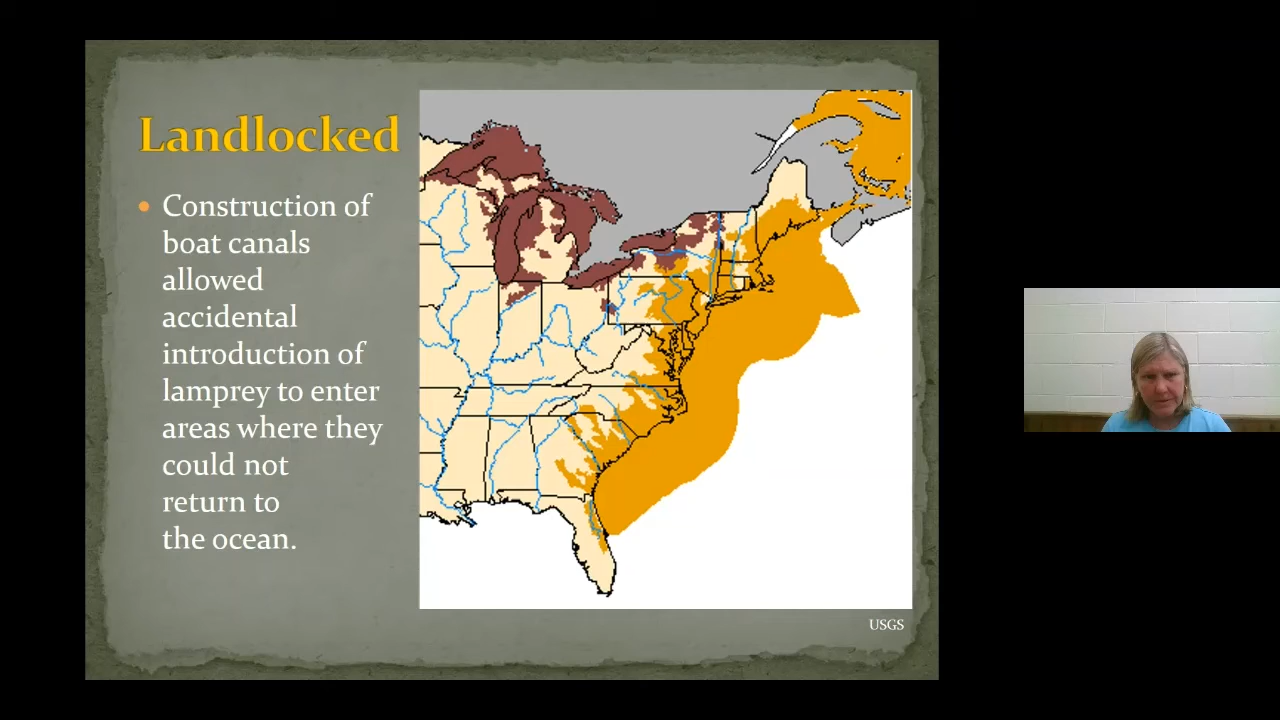 Landlocked
Construction of
boat canals
allowed
accidental
introduction of
lamprey to enter
areas where they
could not
return to
the ocean.
USGS